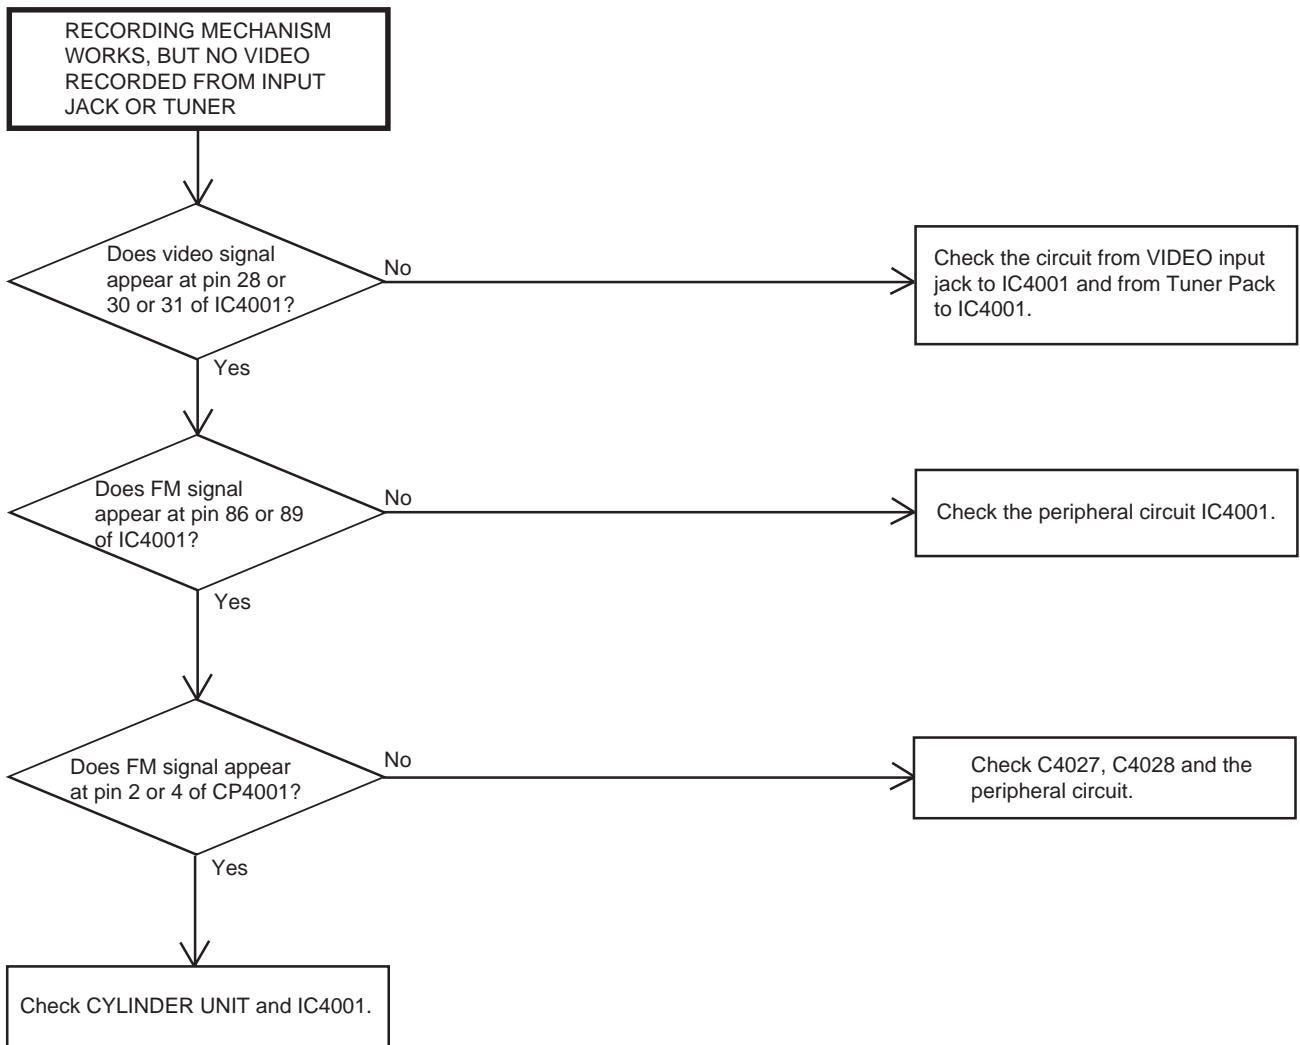 RECORDING MECHANISM
WORKS, BUT NO VIDEO
RECORDED FROM INPUT
JACK OR TUNER
Does video signal
appear at pin 28 or
30 or 31 of IC4001?
No
Check the circuit from VIDEO input
jack to IC4001 and from Tuner Pack
to IC4001.
Yes
Does FM signal
appear at pin 86 or 89
of IC4001?
No
Check the peripheral circuit IC4001.
Yes
Does FM signal appear
at pin 2 or 4 of CP4001?
No
Check C4027, C4028 and the
peripheral circuit.
Yes
Check CYLINDER UNIT and IC4001.